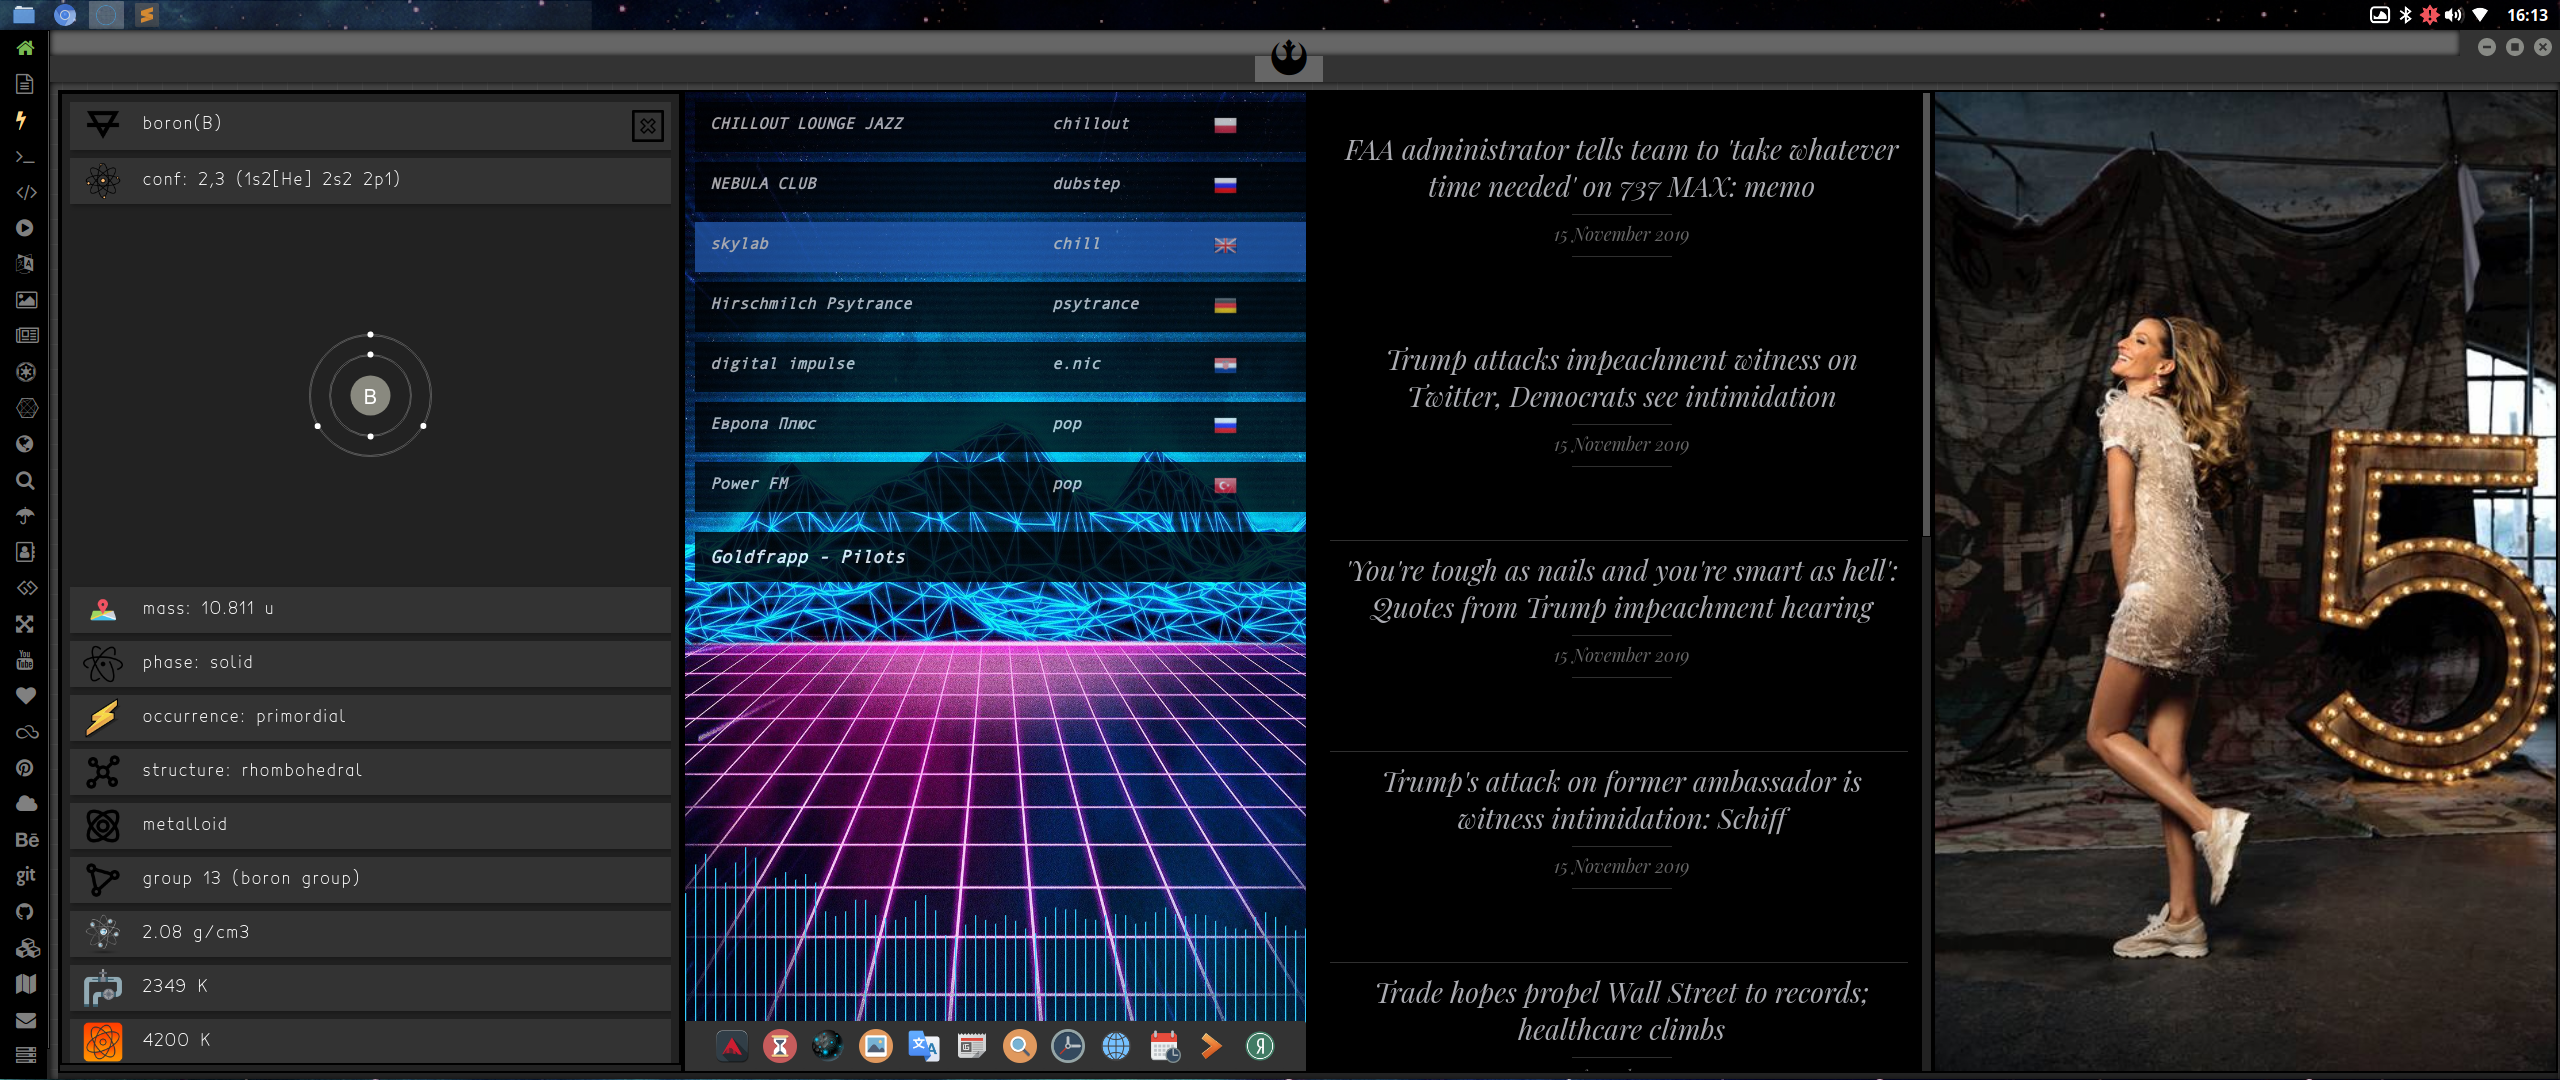 16:13
boron(B)
conf: 2,3 (1s2[He] 2s2 2p1)
B
mass: 10.811 u
phase: solid
occurrence: primordial
structure: rhombohedral
metalloid
group 13 (boron group)
2.08 g/cm3
2349 K
4200 K
You
Tube
Bē
git
CHILLOUT LOUNGE JAZZ chillout
NEBULA CLUB dubstep
skylab chill
Hirschmilch Psytrance psytrance
digital impulse e.nic
Европа Плюс pop
Power FM pop
Goldfrapp - Pilots
FAA administrator tells team to 'take whatever
time needed' on 737 MAX: memo
15 November 2019
Trump attacks impeachment witness on
Twitter, Democrats see intimidation
15 November 2019
'You're tough as nails and you're smart as hell':
Quotes from Trump impeachment hearing
15 November 2019
Trump's attack on former ambassador is
witness intimidation: Schiff
15 November 2019
Trade hopes propel Wall Street to records;
healthcare climbs
5